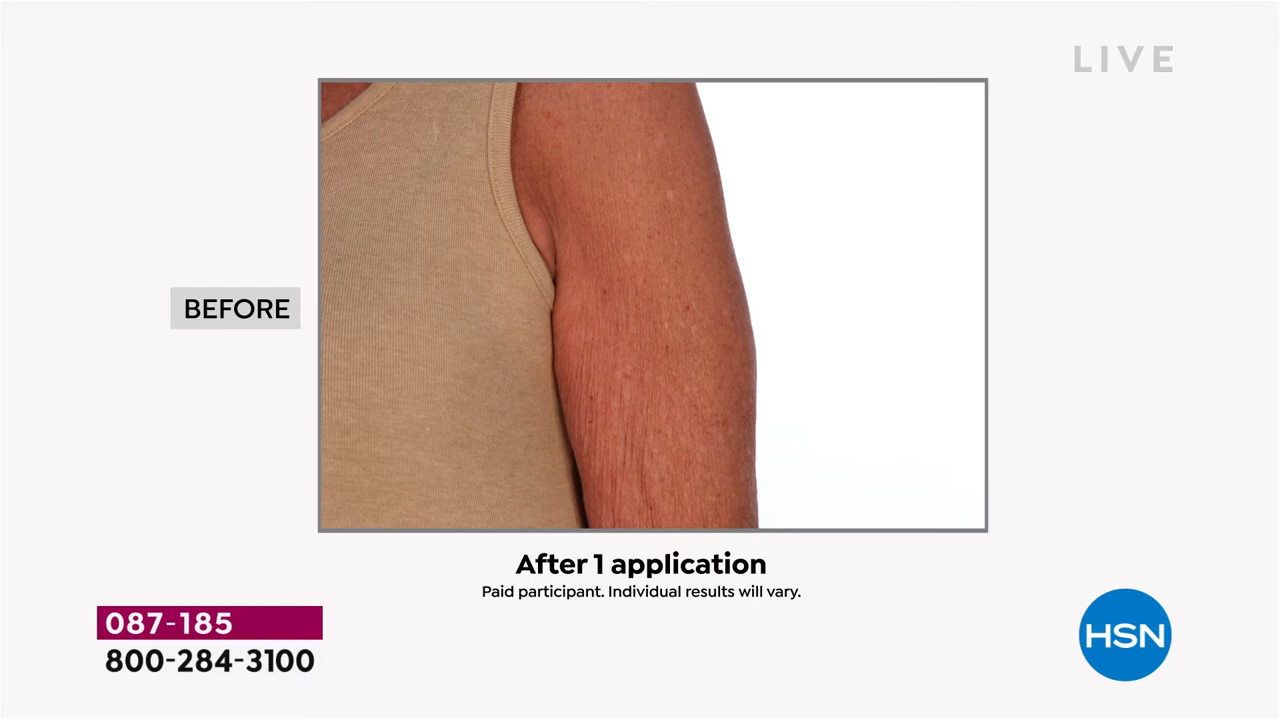 LIVE
BEFORE
After 1 application
Paid participant. Individual results will vary.
087-185
800-284-3100
HSN